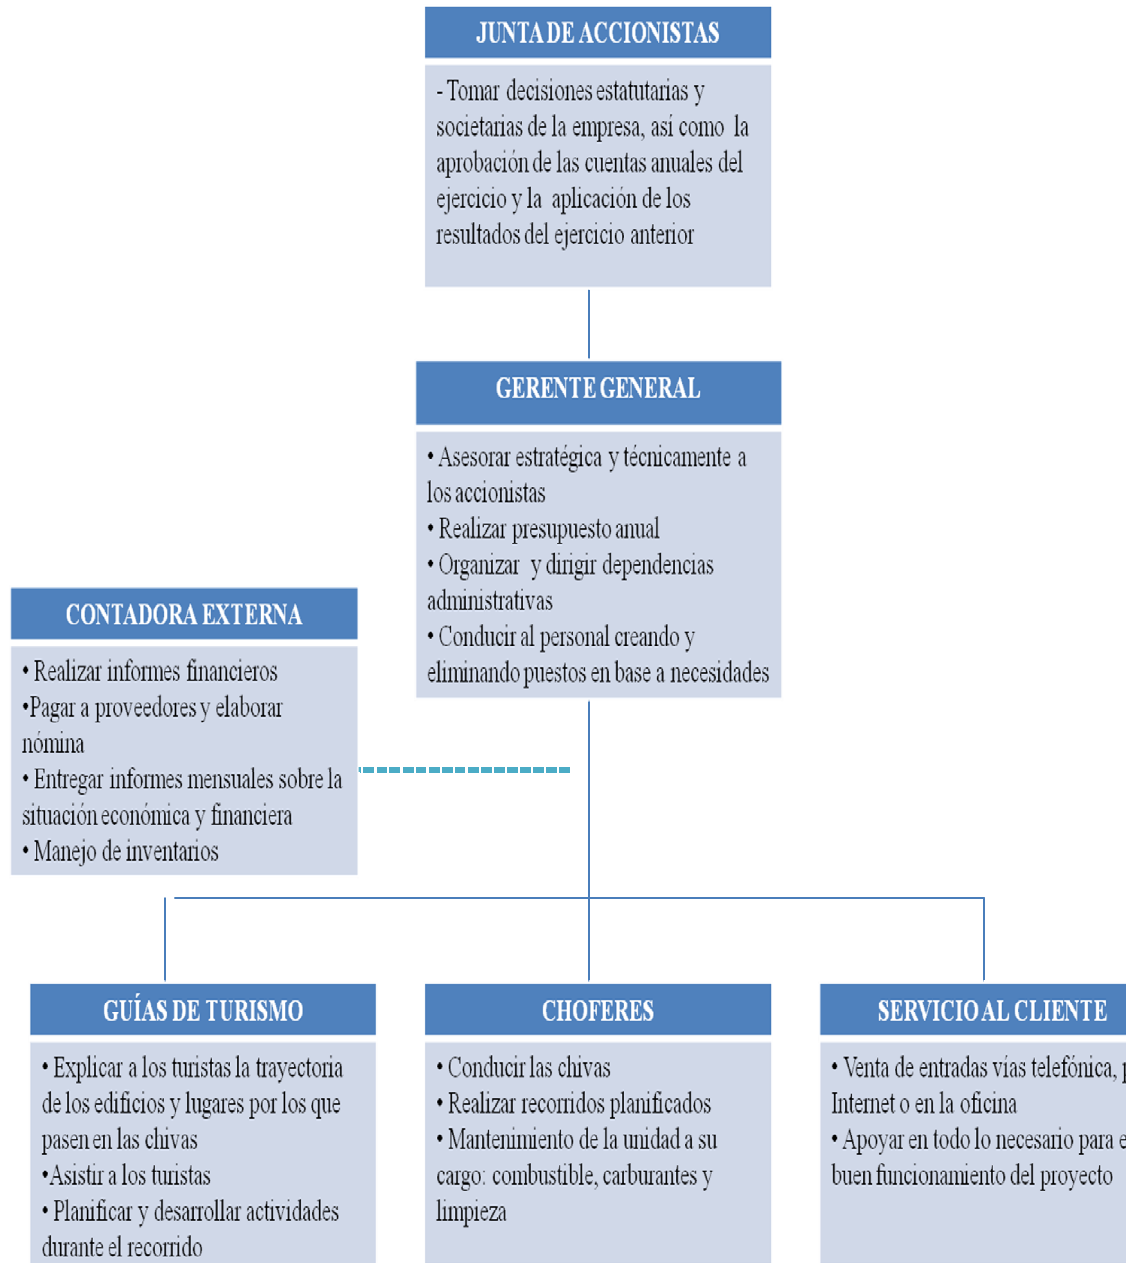 JUNTA DE ACCIONISTAS
- Tomar decisiones estatutarias y
societarias de la empresa, así como la
aprobación de las cuentas anuales del
ejercicio y la aplicación de los
resultados del ejercicio anterior
GERENTE GENERAL
• Asesorar estratégica y técnicamente a
los accionistas
• Realizar presupuesto anual
• Organizar y dirigir dependencias
administrativas
• Conducir al personal creando y
eliminando puestos en base a necesidades
CONTADORA EXTERNA
• Realizar informes financieros
•Pagar a proveedores y elaborar
nómina
• Entregar informes mensuales sobre la
situación económica y financiera
• Manejo de inventarios
GUÍAS DE TURISMO
• Explicar a los turistas la trayectoria
de los edificios y lugares por los que
pasen en las chivas
•Asistir a los turistas
• Planificar y desarrollar actividades
durante el recorrido
CHOFERES
• Conducir las chivas
• Realizar recorridos planificados
• Mantenimiento de la unidad a su
cargo: combustible, carburantes y
limpieza
SERVICIO AL CLIENTE
• Venta de entradas vías telefónica,
Internet o en la oficina
• Apoyar en todo lo necesario para
buen funcionamiento del proyecto